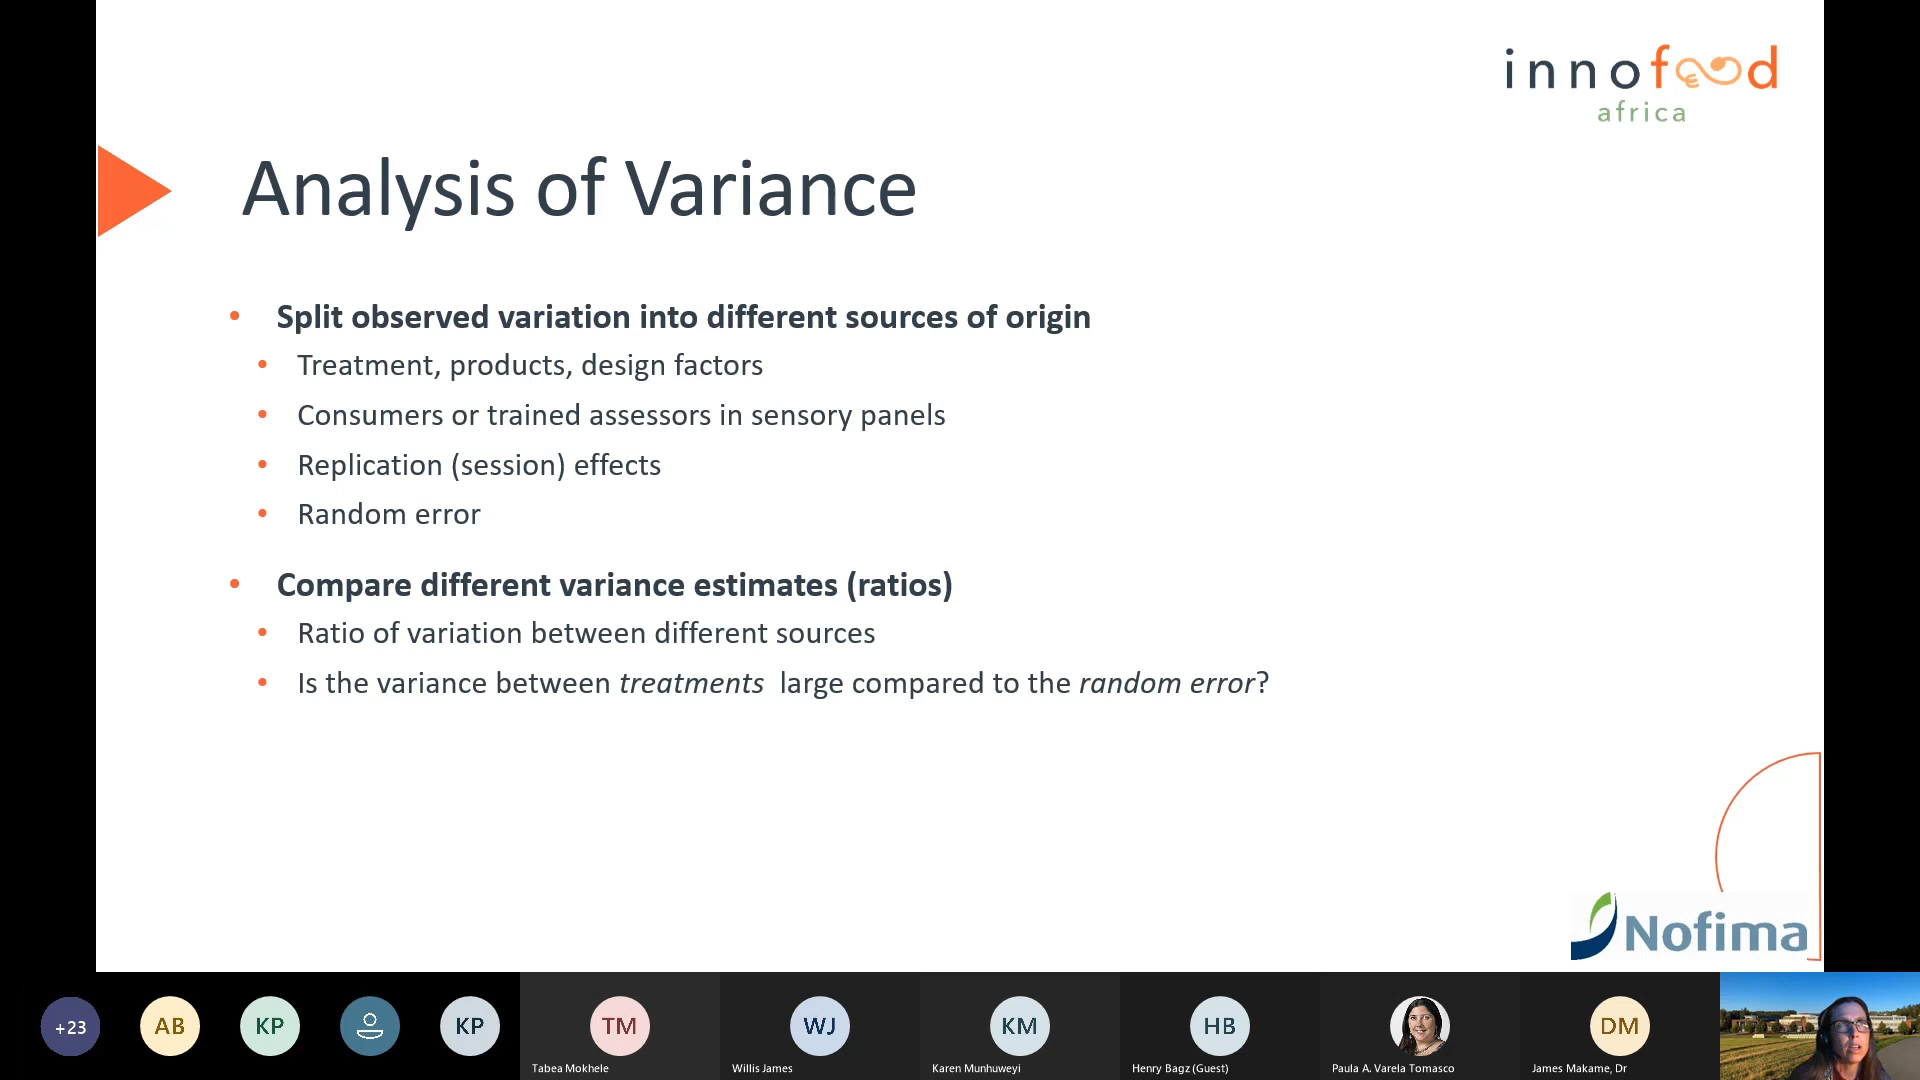 innofood
africa
Analysis of Variance
• Split observed variation into different sources of origin
• Treatment, products, design factors
• Consumers or trained assessors in sensory panels
• Replication (session) effects
• Random error
• Compare different variance estimates (ratios)
• Ratio of variation between different sources
• Is the variance between treatments large compared to the random error?
Nofima
+23
AB
KP
KP
TM
WJ
KM
HB
DM
Tabea Mokhele
Willis James
Karen Munhuweyi
Henry Bagz (Guest)
Paula A. Varela Tomasco
James Makame, Dr